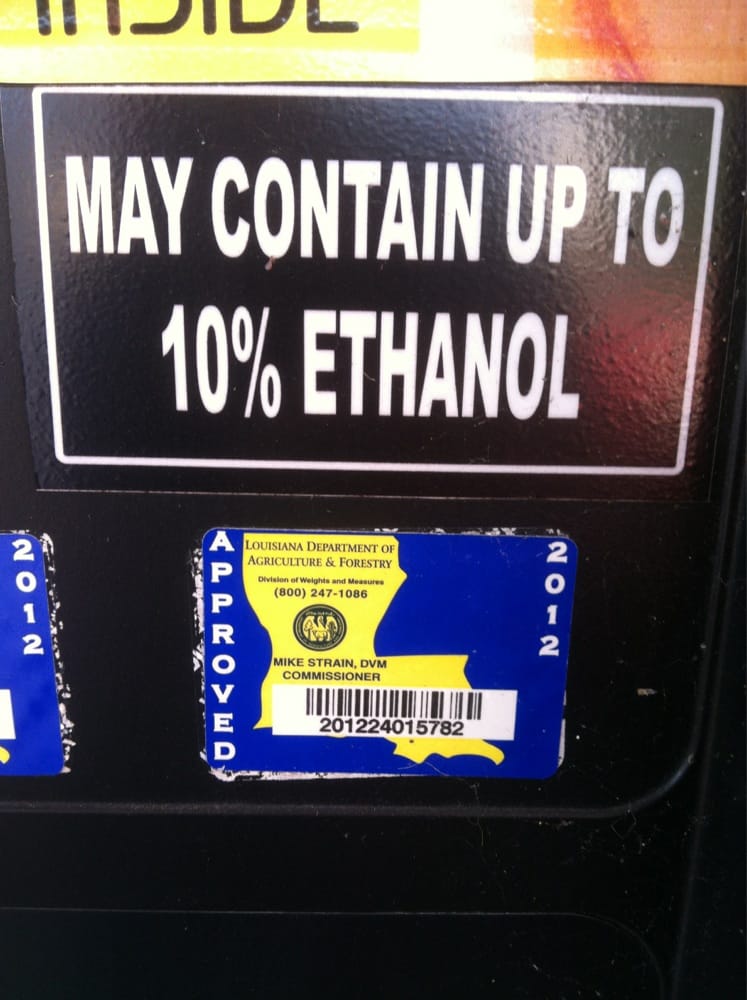 INSIDE
MAY CONTAIN UP TO
10% ETHANOL
2012
APPROVED
LOUISIANA DEPARTMENT OF
AGRICULTURE & FORESTRY
Division of Weights and Measures
(800) 247-1086
MIKE STRAIN, DVM
COMMISSIONER
201224015782
2012